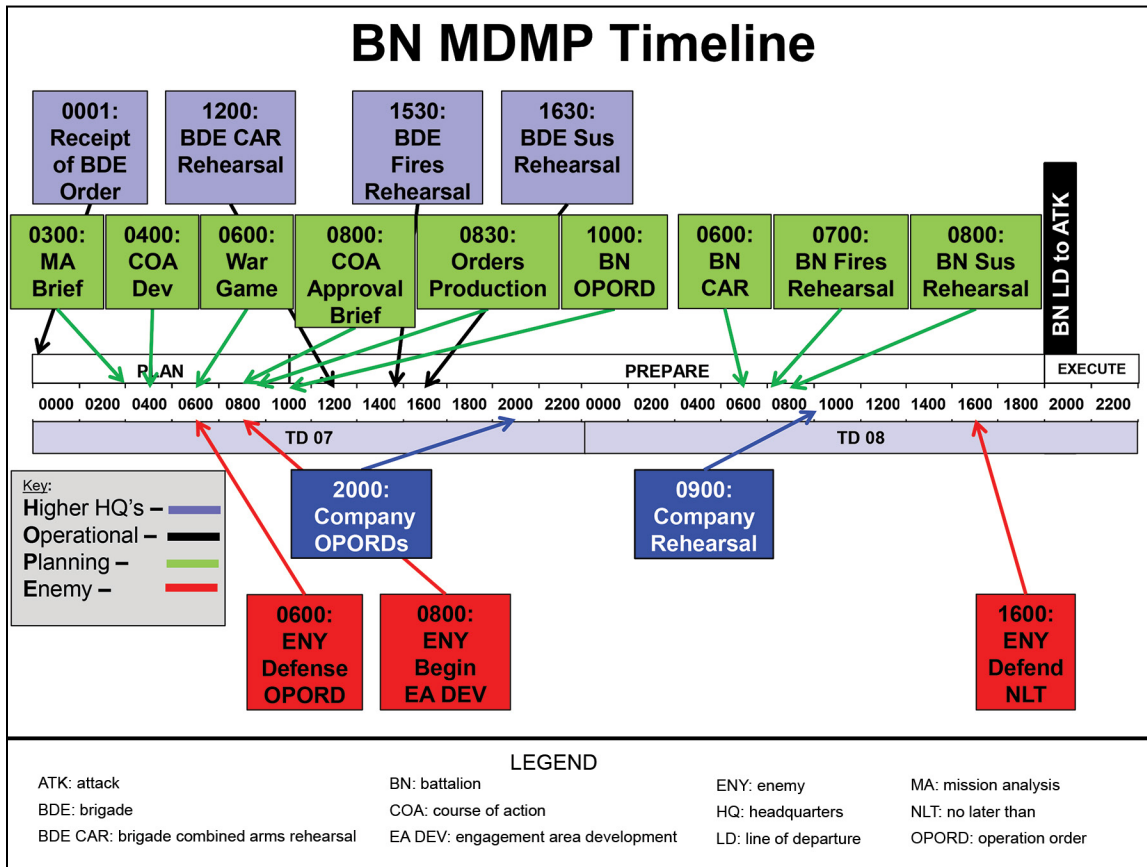 BN MDMP Timeline
0001:
Receipt
of BDE
Order
1200:
BDE CAR
Rehearsal
1530:
BDE
Fires
Rehearsal
1630:
BDE Sus
Rehearsal
0300:
MA
Brief
0400:
COA
Dev
0600:
War
Game
0800:
COA
Approval
Brief
0830:
Orders
Production
1000:
BN
OPORD
0600:
BN
CAR
0700:
BN Fires
Rehearsal
0800:
BN Sus
Rehearsal
BN LD to ATK
PLAN
PREPARE
EXECUTE
0000 0200 0400 0600 0800 1000 1200 1400 1600 1800 2000 2200 0000 0200 0400 0600 0800 1000 1200 1400 1600 1800 2000 2200
TD 07
TD 08
Key:
Higher HQ's –
Operational –
Planning –
Enemy –
2000:
Company
OPORDs
0900:
Company
Rehearsal
0600:
ENY
Defense
OPORD
0800:
ENY
Begin
EA DEV
1600:
ENY
Defend
NLT
LEGEND
ATK: attack
BDE: brigade
BDE CAR: brigade combined arms rehearsal
BN: battalion
COA: course of action
EA DEV: engagement area development
ENY: enemy
HQ: headquarters
LD: line of departure
MA: mission analysis
NLT: no later than
OPORD: operation order